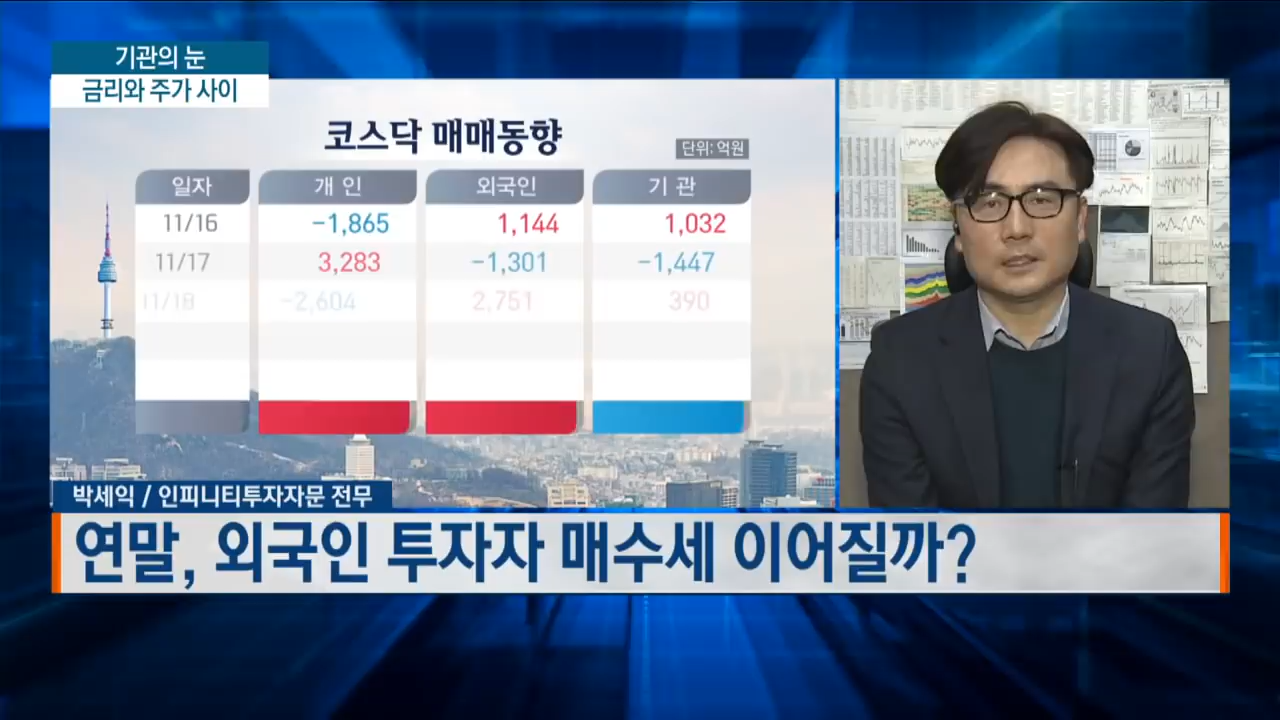 기관의 눈
금리와 주가 사이
코스닥 매매동향
단위: 억원
일자 개인 외국인 기관
11/16 -1,865 1,144 1,032
11/17 3,283 -1,301 -1,447
11/18 -2,604 2,751 390
박세익 / 인피니티투자자문 전무
연말, 외국인 투자자 매수세 이어질까?